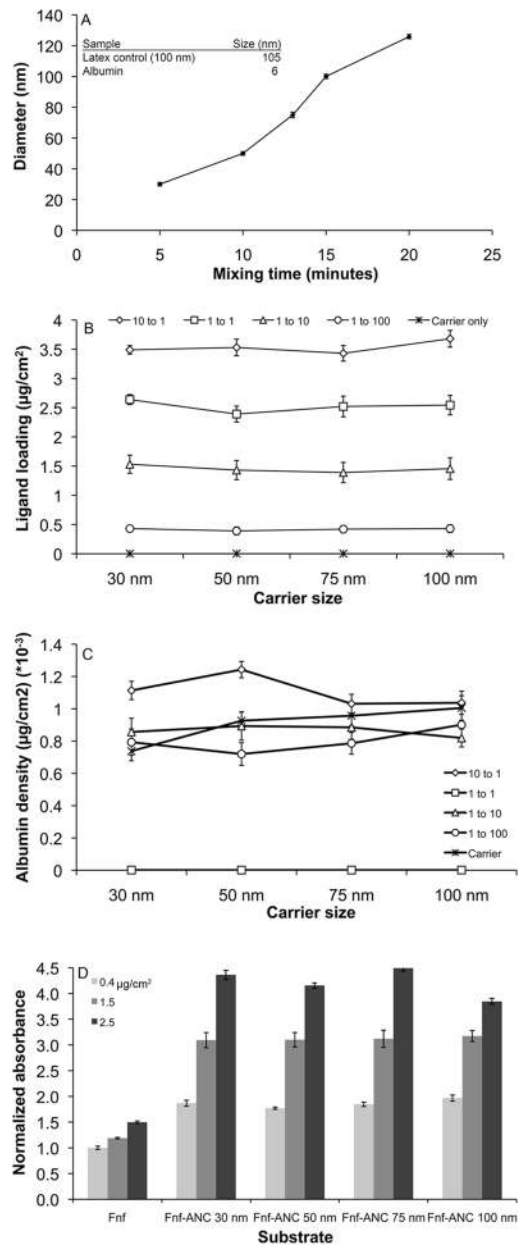 A
Sample Size (nm)
Latex control (100 nm) 105
Albumin 6
Diameter (nm)
140
120
100
80
60
40
20
0
0 5 10 15 20 25
Mixing time (minutes)
B
10 to 1 1 to 1 1 to 10 1 to 100 Carrier only
Ligand loading (µg/cm²)
4
3.5
3
2.5
2
1.5
1
0.5
0
30 nm 50 nm 75 nm 100 nm
Carrier size
C
Albumin density (µg/cm2) (*10⁻³)
1.4
1.2
1
0.8
0.6
0.4
0.2
0
10 to 1
1 to 1
1 to 10
1 to 100
Carrier
30 nm 50 nm 75 nm 100 nm
Carrier size
D
0.4 µg/cm²
1.5
2.5
Normalized absorbance
4.5
4.0
3.5
3.0
2.5
2.0
1.5
1.0
0.5
0.0
Fnf Fnf-ANC 30 nm Fnf-ANC 50 nm Fnf-ANC 75 nm Fnf-ANC 100 nm
Substrate